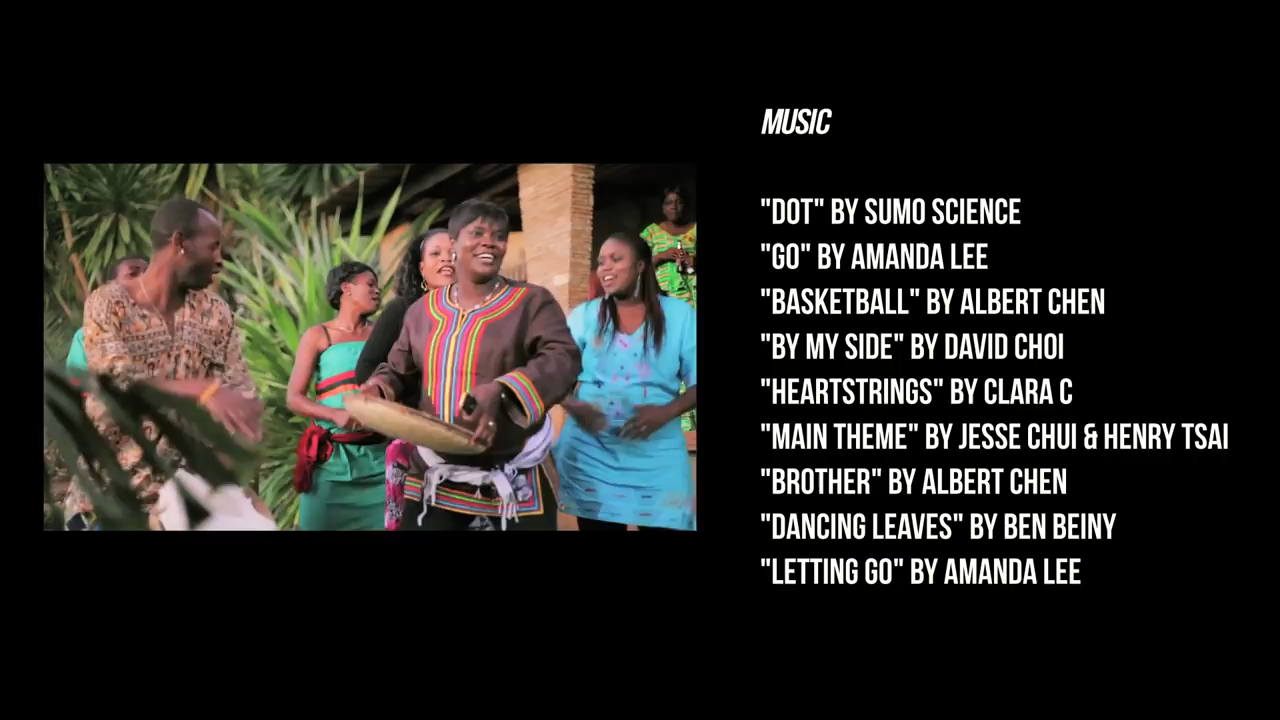 MUSIC
"DOT" BY SUMO SCIENCE
"GO" BY AMANDA LEE
"BASKETBALL" BY ALBERT CHEN
"BY MY SIDE" BY DAVID CHOI
"HEARTSTRINGS" BY CLARA C
"MAIN THEME" BY JESSE CHUI & HENRY TSAI
"BROTHER" BY ALBERT CHEN
"DANCING LEAVES" BY BEN BEINY
"LETTING GO" BY AMANDA LEE